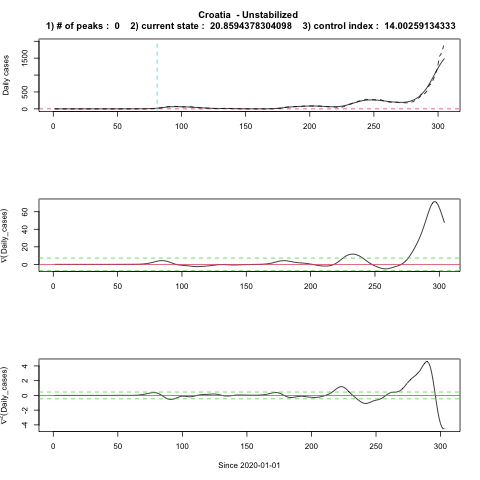 Croatia - Unstabilized
1) # of peaks : 0 2) current state : 20.8594378304098 3) control index : 14.00259134333
Daily cases
0 500 1500
0 50 100 150 200 250 300
∇(Daily_cases)
0 20 40 60
0 50 100 150 200 250 300
∇²(Daily_cases)
-4 -2 0 2 4
0 50 100 150 200 250 300
Since 2020-01-01